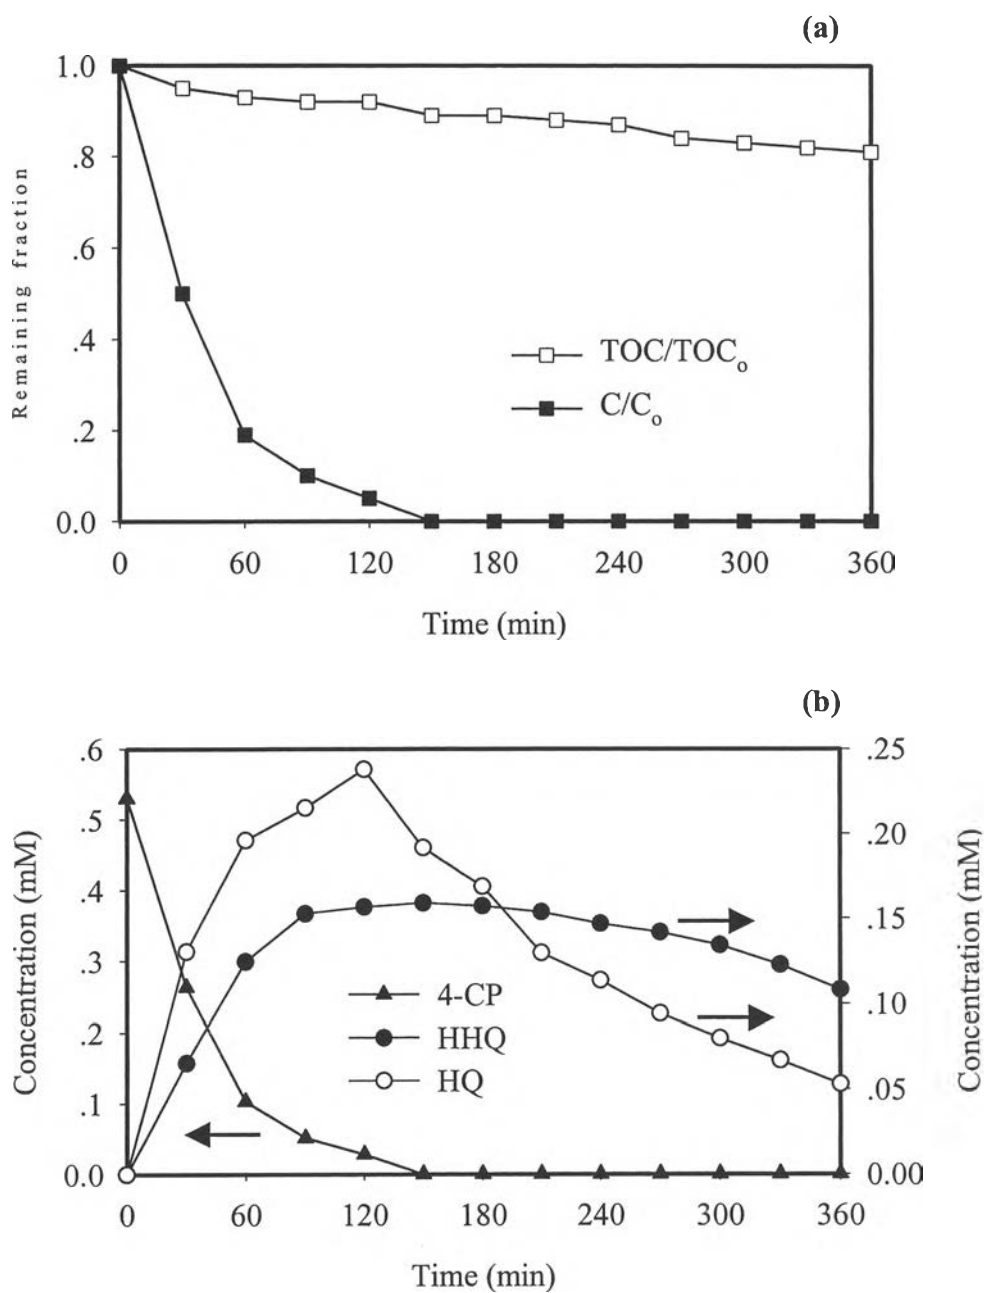 (a)
1.0
.8
.6
.4
.2
0.0
Remaining fraction
TOC/TOCo
C/Co
0 60 120 180 240 300 360
Time (min)
(b)
.6
.5
.4
.3
.2
.1
0.0
Concentration (mM)
4-CP
HHQ
HQ
.25
.20
.15
.10
.05
0.00
Concentration (mM)
0 60 120 180 240 300 360
Time (min)